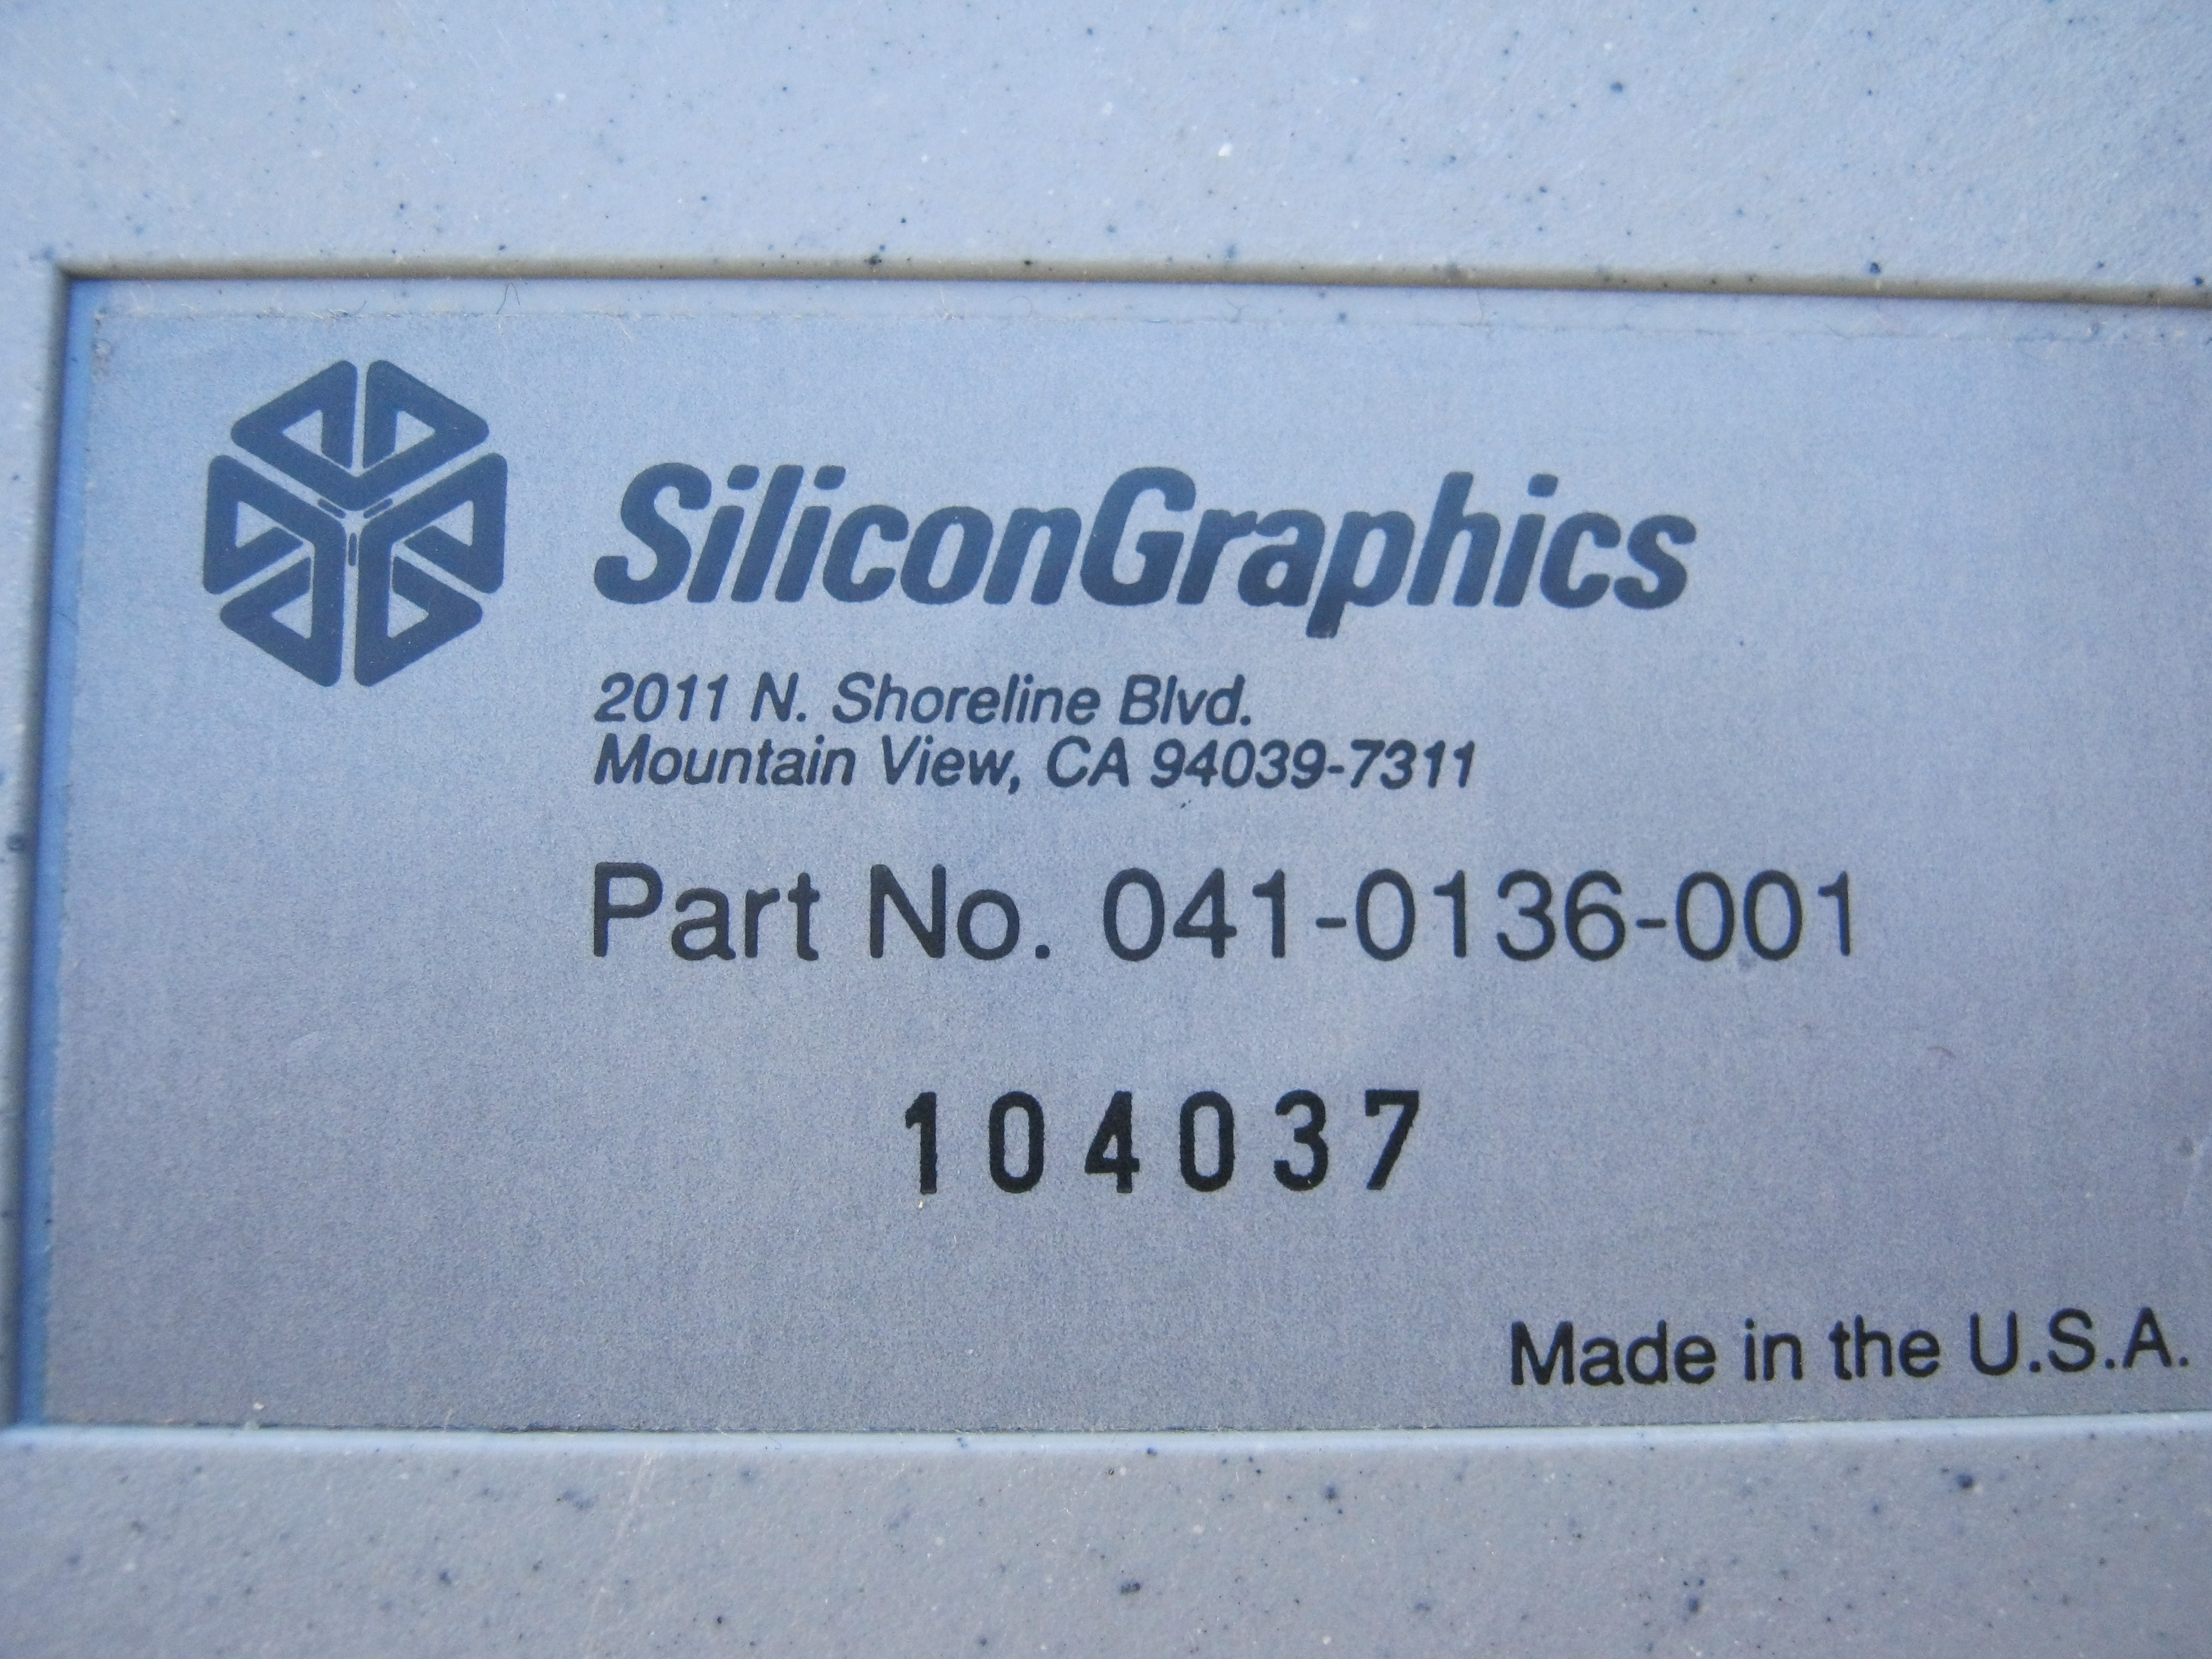 SiliconGraphics
2011 N. Shoreline Blvd.
Mountain View, CA 94039-7311
Part No. 041-0136-001
104037
Made in the U.S.A.